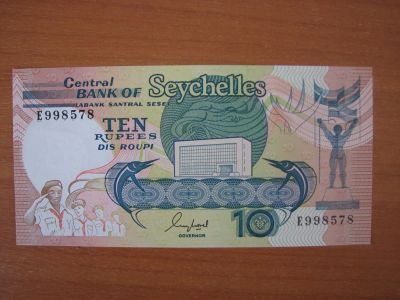 Central
BANK OF Seychelles
LABANK SANTRAL SESEL
E998578
TEN
RUPEES
DIS ROUPI
GOVERNOR
10
E998578